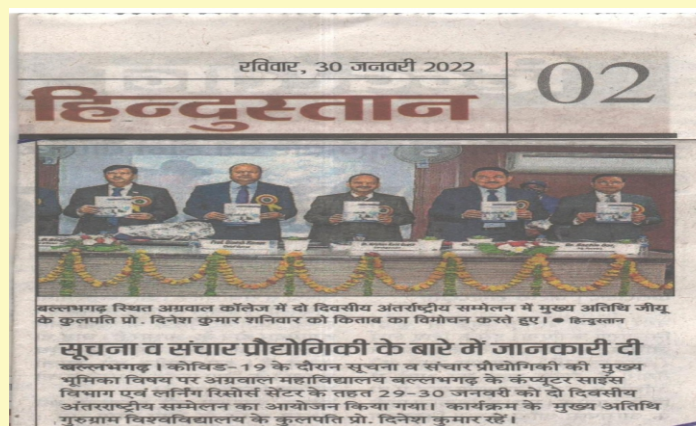 रविवार, 30 जनवरी 2022
02
हिन्दुस्तान
बल्लभगढ़ स्थित अग्रवाल कॉलेज में दो दिवसीय अंतर्राष्ट्रीय सम्मेलन में मुख्य अतिथि जीयू
के कुलपति प्रो. दिनेश कुमार शनिवार को किताब का विमोचन करते हुए। ● हिन्दुस्तान
सूचना व संचार प्रौद्योगिकी के बारे में जानकारी दी
बल्लभगढ़। कोविड-19 के दौरान सूचना व संचार प्रौद्योगिकी की मुख्य
भूमिका विषय पर अग्रवाल महाविद्यालय बल्लभगढ़ के कंप्यूटर साइंस
विभाग एवं लर्निंग रिसोर्स सेंटर के तहत 29-30 जनवरी को दो दिवसीय
अंतरराष्ट्रीय सम्मेलन का आयोजन किया गया। कार्यक्रम के मुख्य अतिथि
गुरुग्राम विश्वविद्यालय के कुलपति प्रो. दिनेश कुमार रहें।